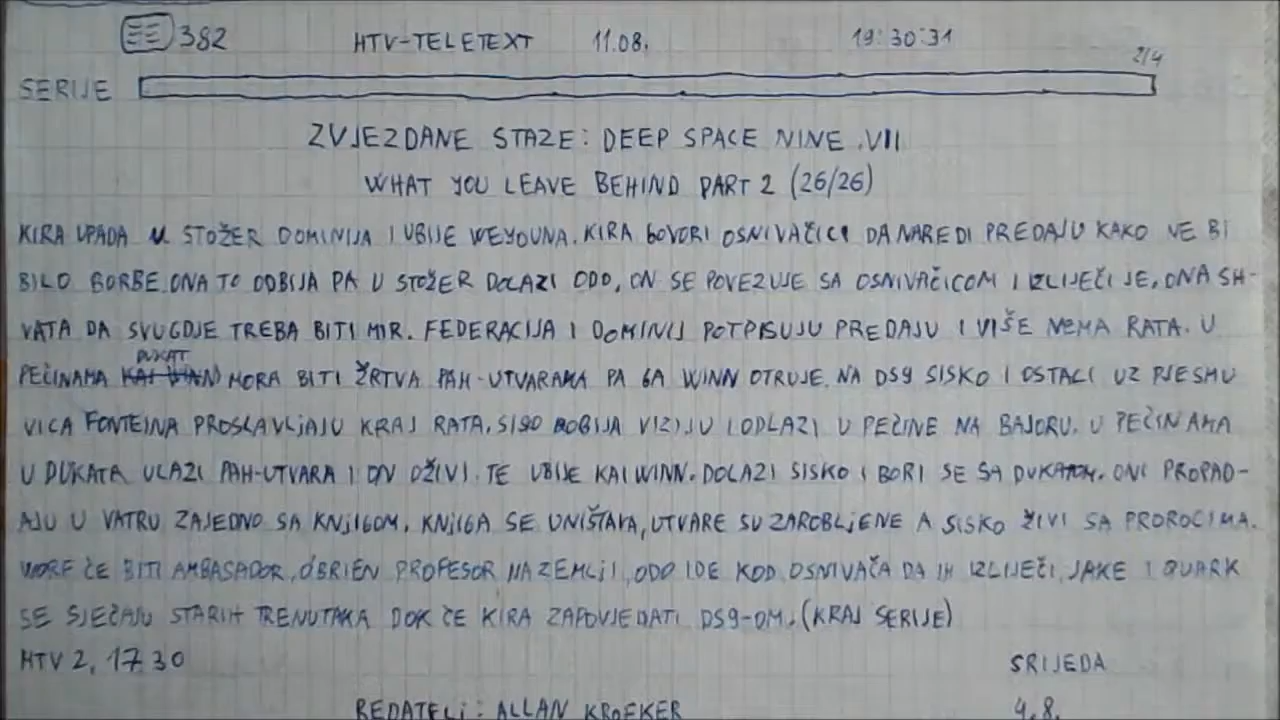 382 HTV-TELETEXT 11.08. 19:30:31
2/4
SERIJE
ZVJEZDANE STAZE: DEEP SPACE NINE VII
WHAT YOU LEAVE BEHIND PART 2 (26/26)
KIRA UPADA U STOŽER DOMINIJA I UBIJE WEYOUNA. KIRA GOVORI OSNIVAČICI DA NAREDI PREDAJU KAKO NE BI
BILO BORBE. ONA TO ODBIJA PA U STOŽER DOLAZI ODO, ON SE POVEZUJE SA OSNIVAČICOM I IZLIJEČI JE, ONA SH-
VATA DA SVUGDJE TREBA BITI MIR. FEDERACIJA I DOMINIJ POTPISUJU PREDAJU I VIŠE NEMA RATA. U
DUKAT
PEČINAMA KAI WINN MORA BITI ŽRTVA PAH-UTVARAMA PA GA WINN OTRUJE. NA DS9 SISKO I OSTALI UZ PJESMU
VICA FONTEINA PROSLAVLJAJU KRAJ RATA. SISKO DOBIJA VIZIJU I ODLAZI U PEČINE NA BAJORU. U PEČINAMA
U DUKATA ULAZI PAH-UTVARA I ON OŽIVI. TE UBIJE KAI WINN. DOLAZI SISKO I BORI SE SA DUKATOM. ONI PROPAD-
AJU U VATRU ZAJEDNO SA KNJIGOM. KNJIGA SE UNIŠTAVA, UTVARE SU ZAROBLJENE A SISKO ŽIVI SA PROROCIMA.
WORF ČE BITI AMBASADOR, O'BRIEN PROFESOR NA ZEMLJI, ODO IDE KOD OSNIVAČA DA IH IZLIJEČI, JAKE I QUARK
SE SJEČAJU STARIH TRENUTAKA DOK ČE KIRA ZAPOVJEDATI DS9-OM. (KRAJ SERIJE)
HTV 2, 17 30 SRIJEDA
REDATELJ: ALLAN KROEKER 4.8.